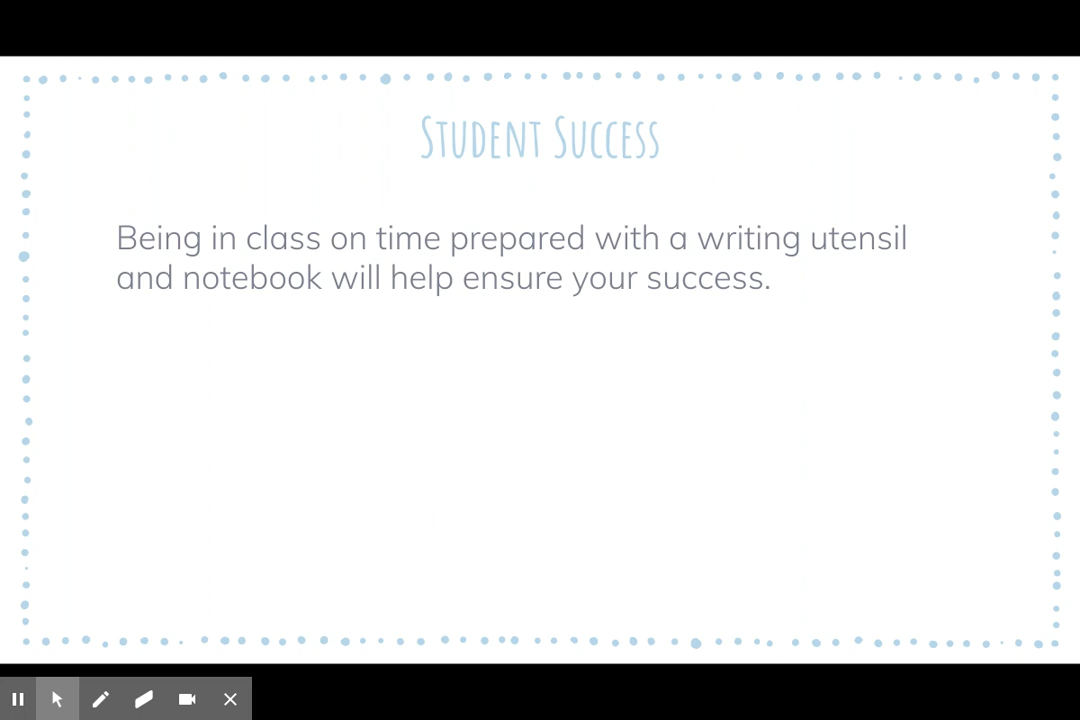 Student Success
Being in class on time prepared with a writing utensil
and notebook will help ensure your success.